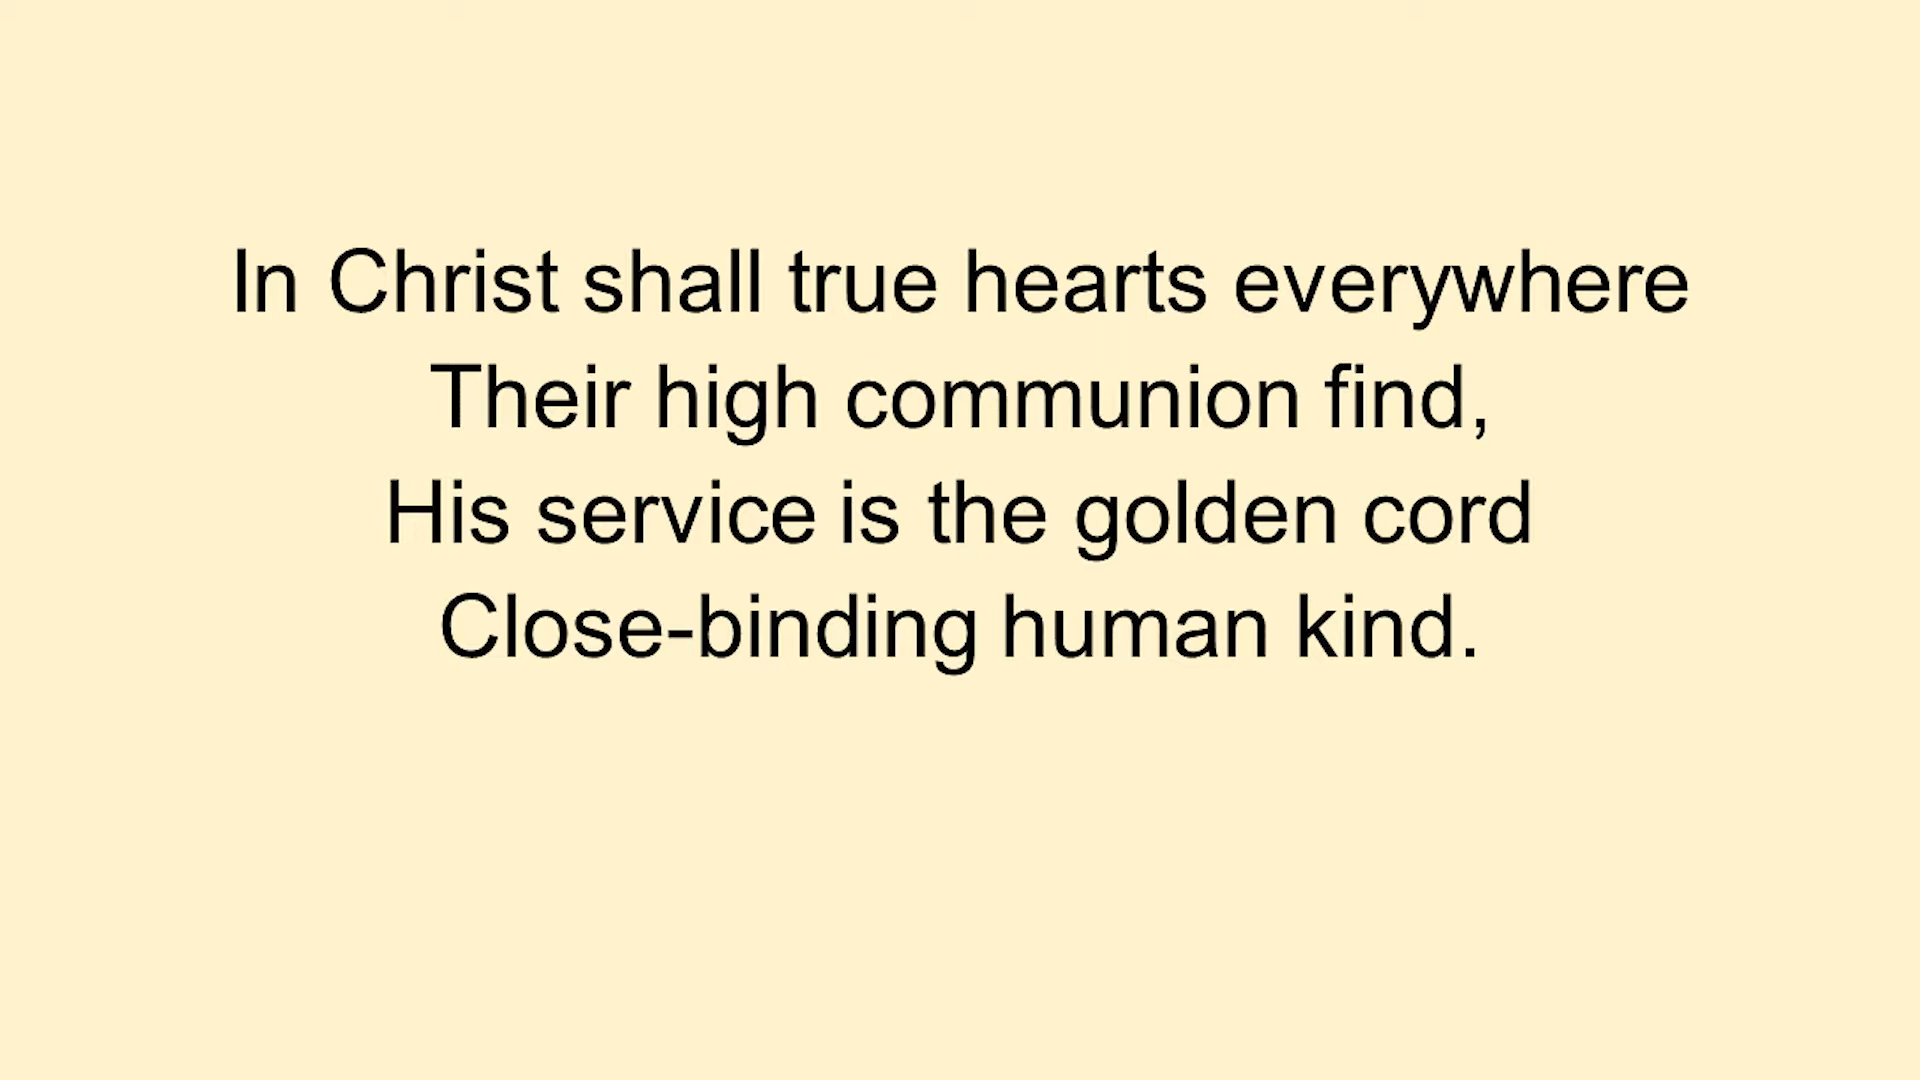 In Christ shall true hearts everywhere
Their high communion find,
His service is the golden cord
Close-binding human kind.